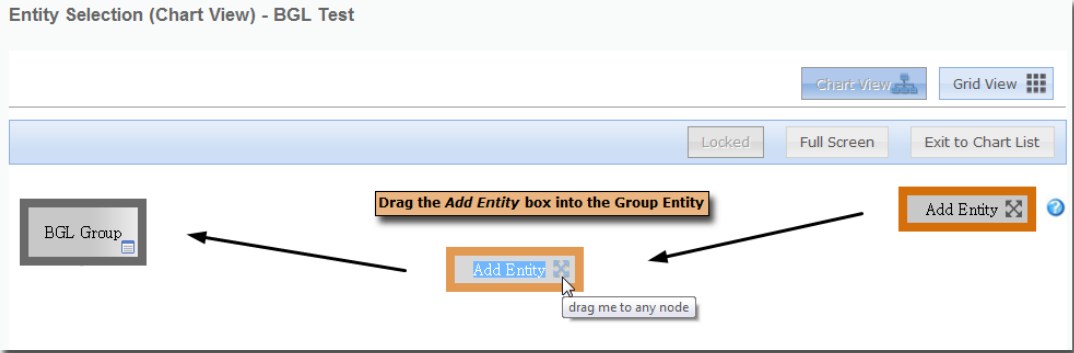 Entity Selection (Chart View) - BGL Test
Chart View
Grid View
Locked
Full Screen
Exit to Chart List
Drag the Add Entity box into the Group Entity
Add Entity
?
BGL Group
Add Entity
drag me to any node